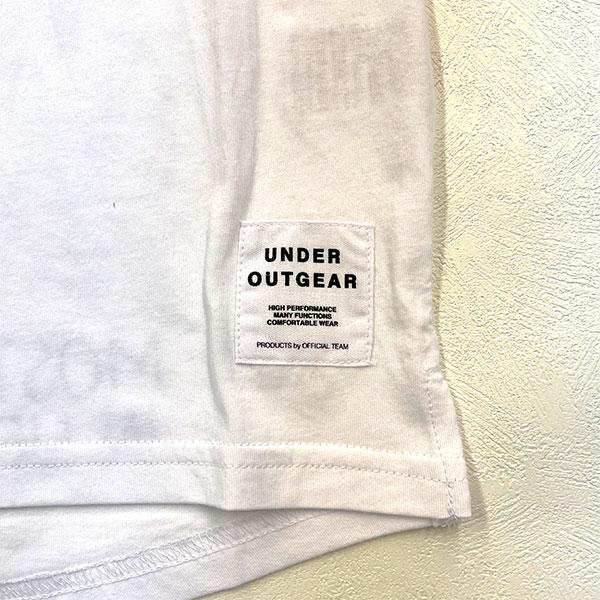 UNDER
OUTGEAR
HIGH PERFORMANCE
MANY FUNCTIONS
COMFORTABLE WEAR
PRODUCTS by OFFICIAL TEAM